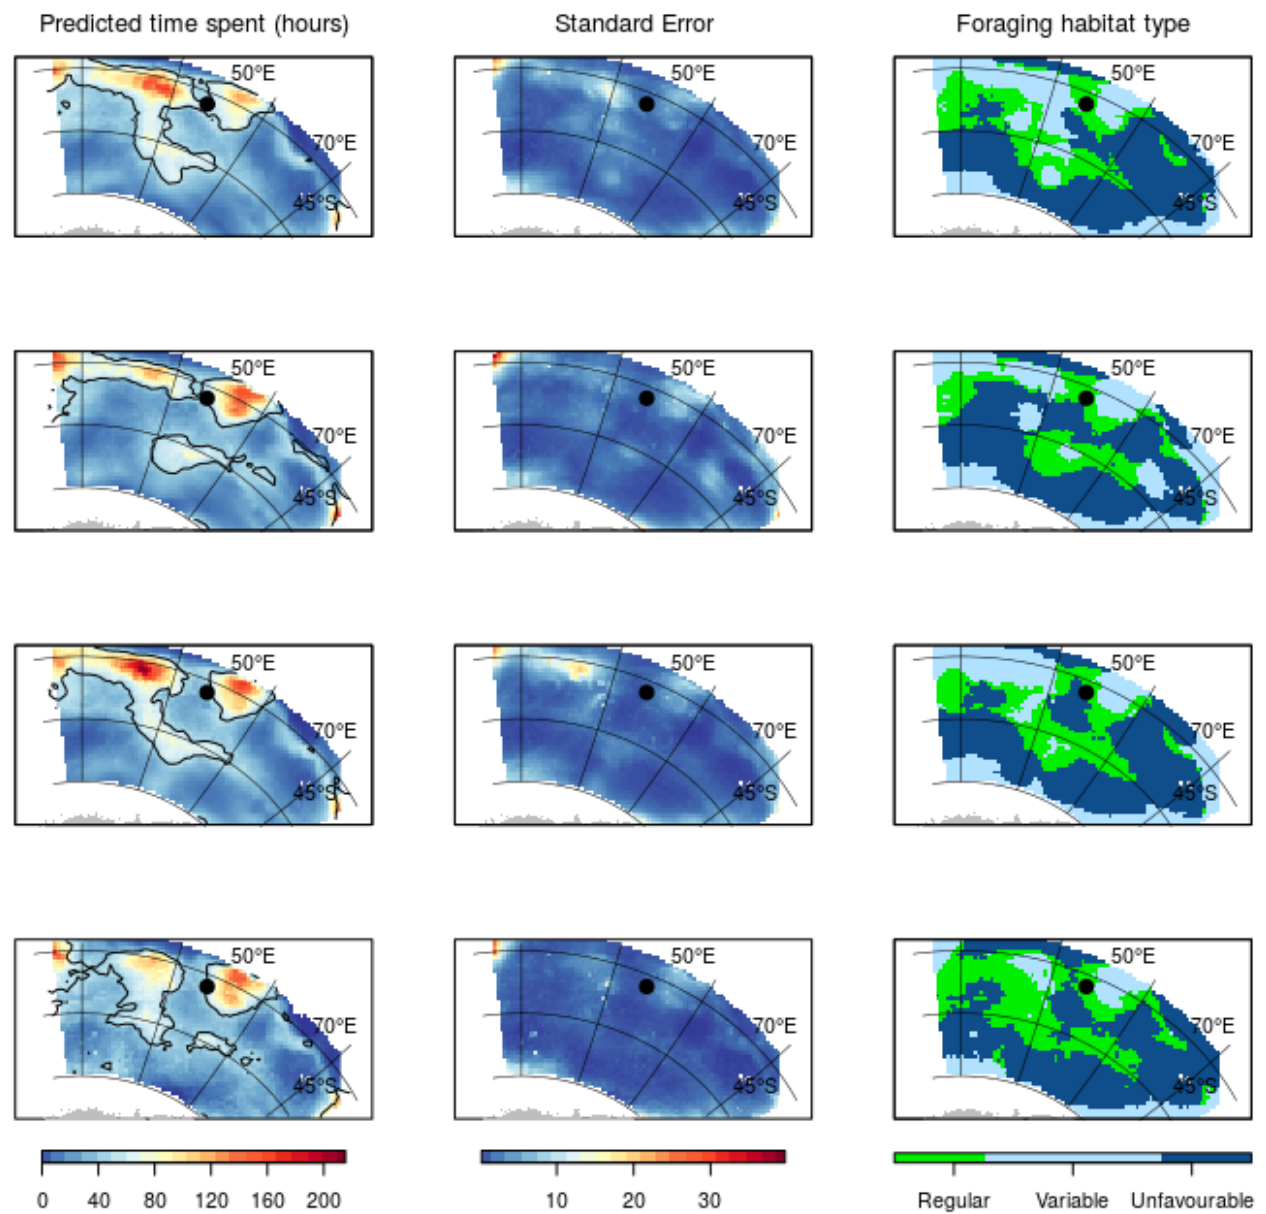 Predicted time spent (hours) Standard Error Foraging habitat type
50°E 50°E 50°E
70°E 70°E 70°E
45°S 45°S 45°S
50°E 50°E 50°E
70°E 70°E 70°E
45°S 45°S 45°S
50°E 50°E 50°E
70°E 70°E 70°E
45°S 45°S 45°S
50°E 50°E 50°E
70°E 70°E 70°E
45°S 45°S 45°S
0 40 80 120 160 200 10 20 30 Regular Variable Unfavourable